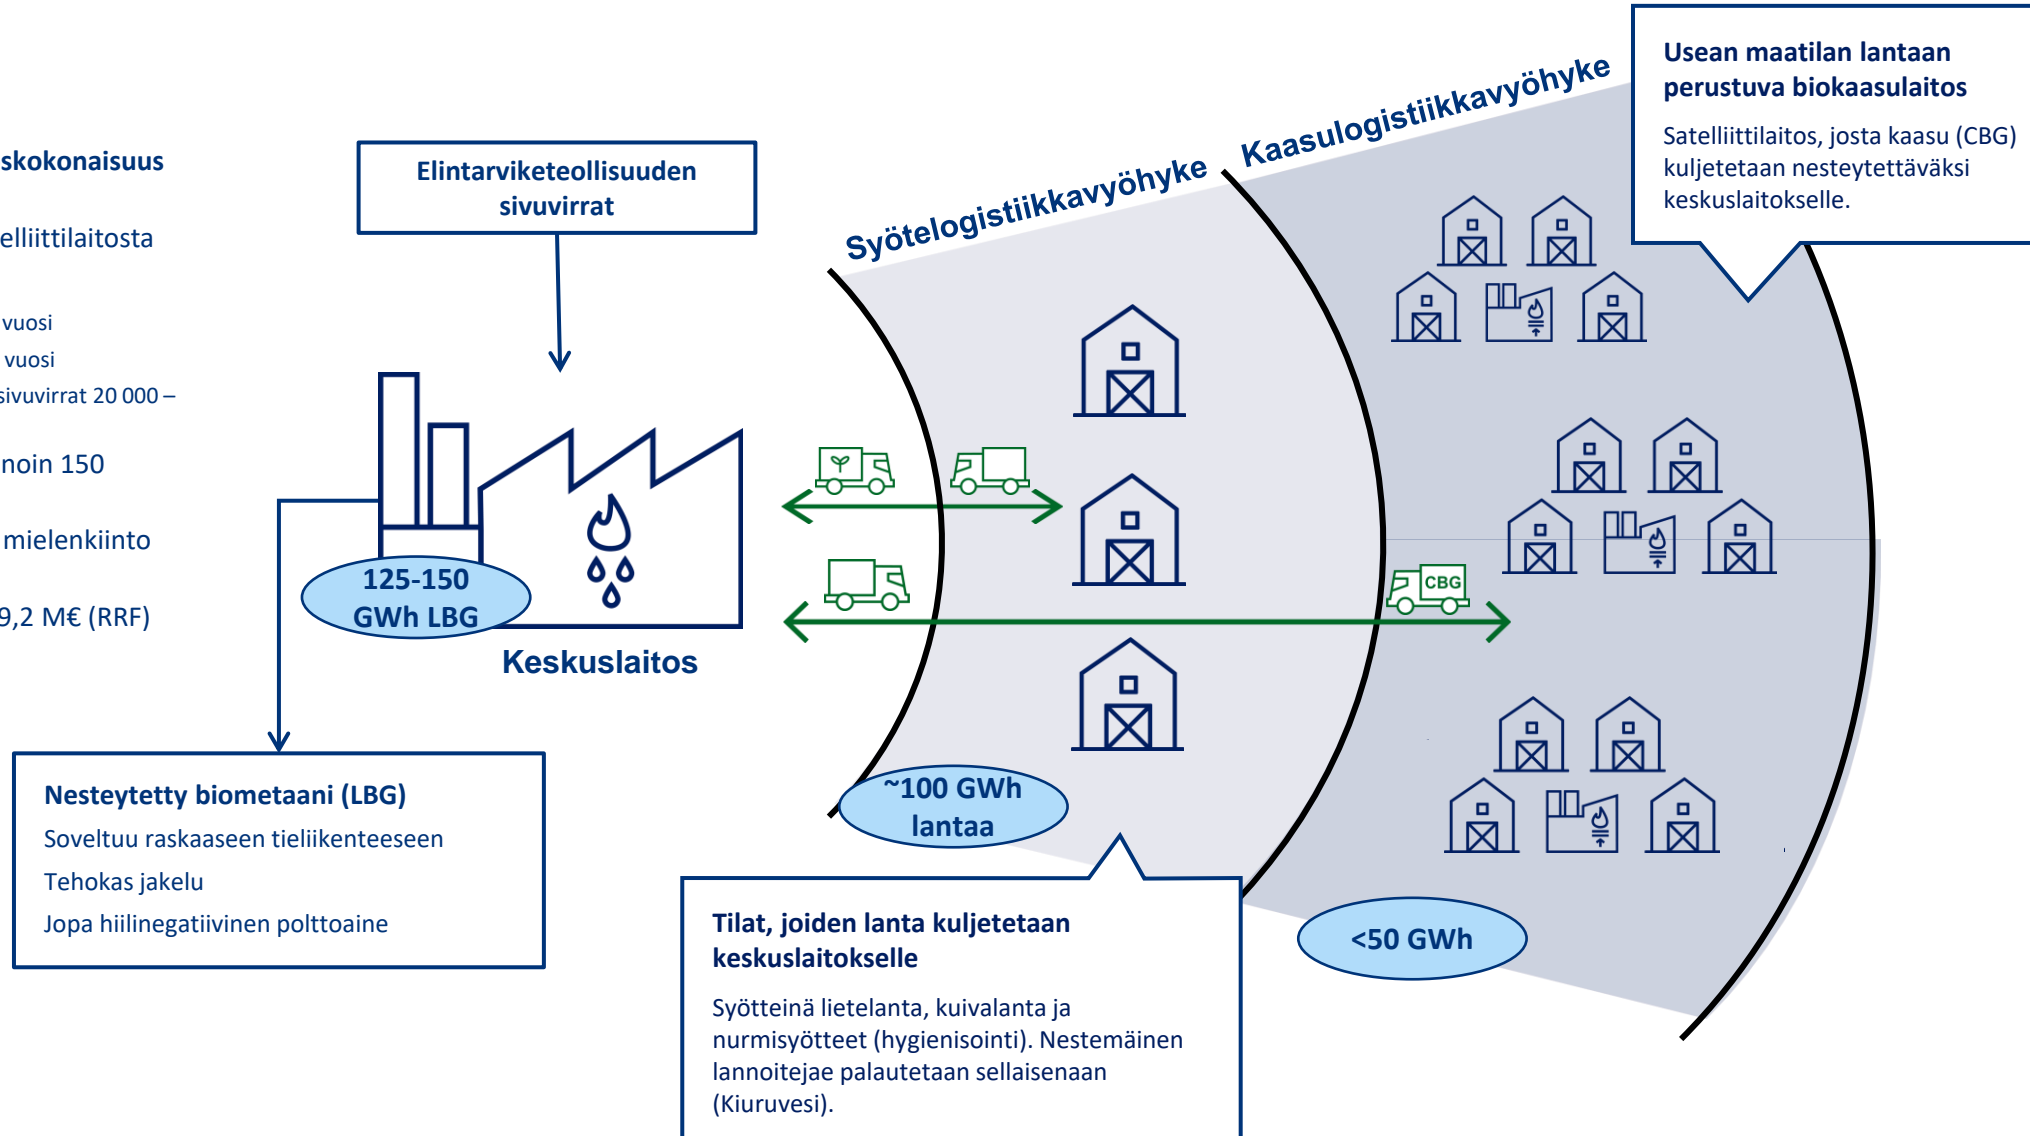 skokonaisuus
elliittilaitosta
vuosi
vuosi
sivuvirrat 20 000 –
noin 150
mielenkiinto
9,2 M€ (RRF)
Elintarviketeollisuuden
sivuvirrat
125-150
GWh LBG
Keskuslaitos
Nesteytetty biometaani (LBG)
Soveltuu raskaaseen tieliikenteeseen
Tehokas jakelu
Jopa hiilinegatiivinen polttoaine
Syötelogistiikkavyöhyke
Kaasulogistiikkavyöhyke
Usean maatilan lantaan
perustuva biokaasulaitos
Satelliittilaitos, josta kaasu (CBG)
kuljetetaan nesteytettäväksi
keskuslaitokselle.
CBG
~100 GWh
lantaa
Tilat, joiden lanta kuljetetaan
keskuslaitokselle
Syötteinä lietelanta, kuivalanta ja
nurmisyötteet (hygienisointi). Nestemäinen
lannoitejae palautetaan sellaisenaan
(Kiuruvesi).
<50 GWh